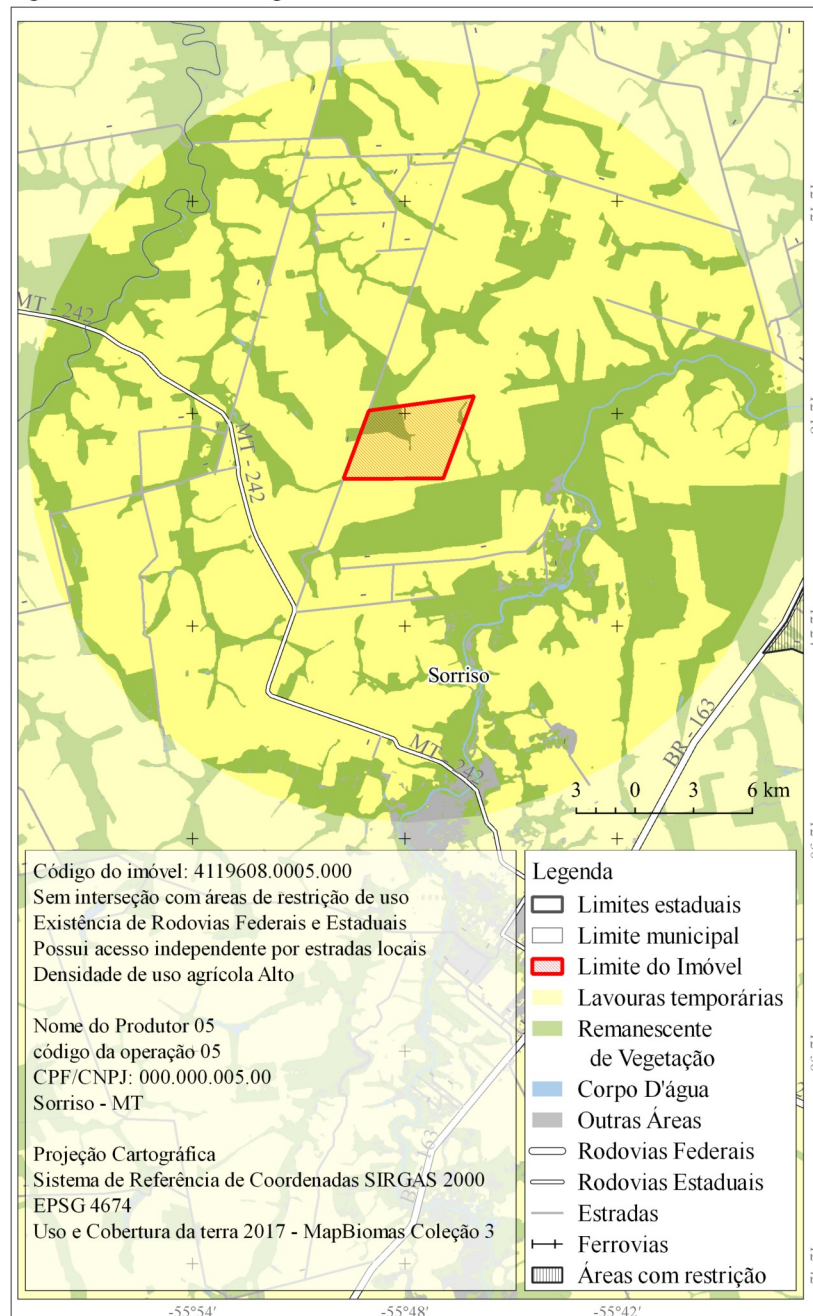 MT - 242
MT - 242
Sorriso
MT - 242
BR - 163
3 0 3 6 km
Código do imóvel: 4119608.0005.000
Sem interseção com áreas de restrição de uso
Existência de Rodovias Federais e Estaduais
Possui acesso independente por estradas locais
Densidade de uso agrícola Alto
Nome do Produtor 05
código da operação 05
CPF/CNPJ: 000.000.005.00
Sorriso - MT
Projeção Cartográfica
Sistema de Referência de Coordenadas SIRGAS 2000
EPSG 4674
Uso e Cobertura da terra 2017 - MapBiomas Coleção 3
Legenda
Limites estaduais
Limite municipal
Limite do Imóvel
Lavouras temporárias
Remanescente
de Vegetação
Corpo D'água
Outras Áreas
Rodovias Federais
Rodovias Estaduais
Estradas
Ferrovias
Áreas com restrição
-55°54' -55°48' -55°42'